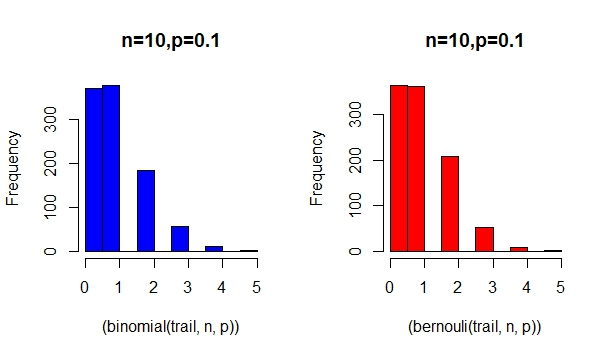 n=10,p=0.1
Frequency
300
200
100
0
0 1 2 3 4 5
(binomial(trail, n, p))
n=10,p=0.1
Frequency
300
200
100
0
0 1 2 3 4 5
(bernouli(trail, n, p))